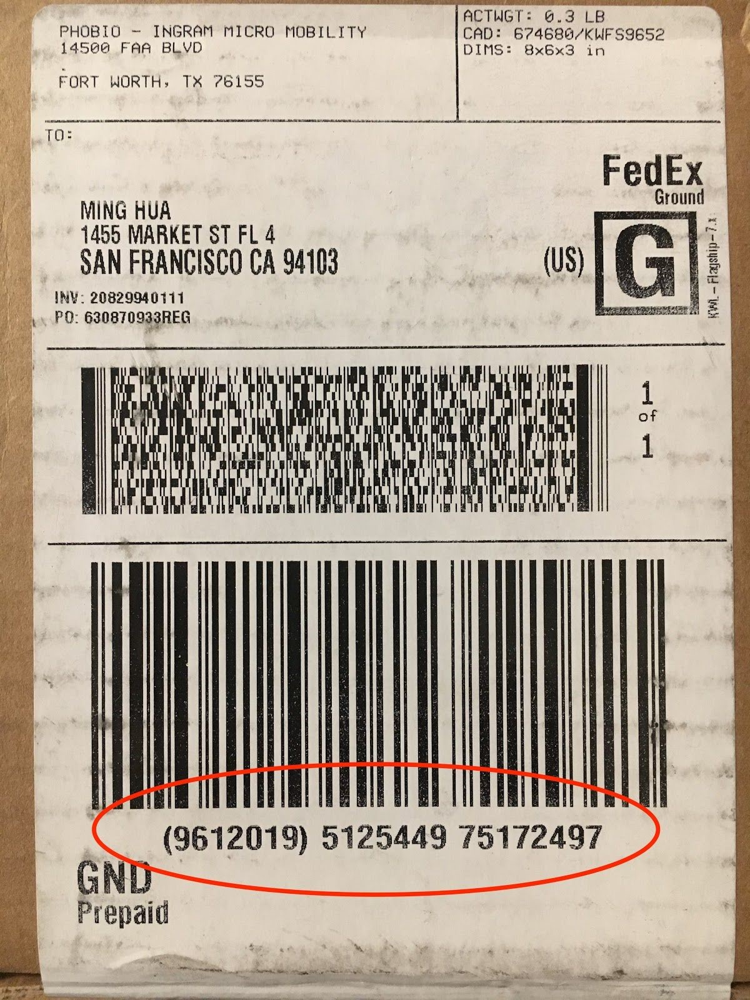 PHOBIO - INGRAM MICRO MOBILITY
14500 FAA BLVD
FORT WORTH, TX 76155
ACTWGT: 0.3 LB
CAD: 674680/KWFS9652
DIMS: 8x6x3 in
TO:
MING HUA
1455 MARKET ST FL 4
SAN FRANCISCO CA 94103
(US)
FedEx
Ground
G
KWL - Flagship - 7.x
INV: 20829940111
PO: 630870933REG
1
of
1
(9612019) 5125449 75172497
GND
Prepaid